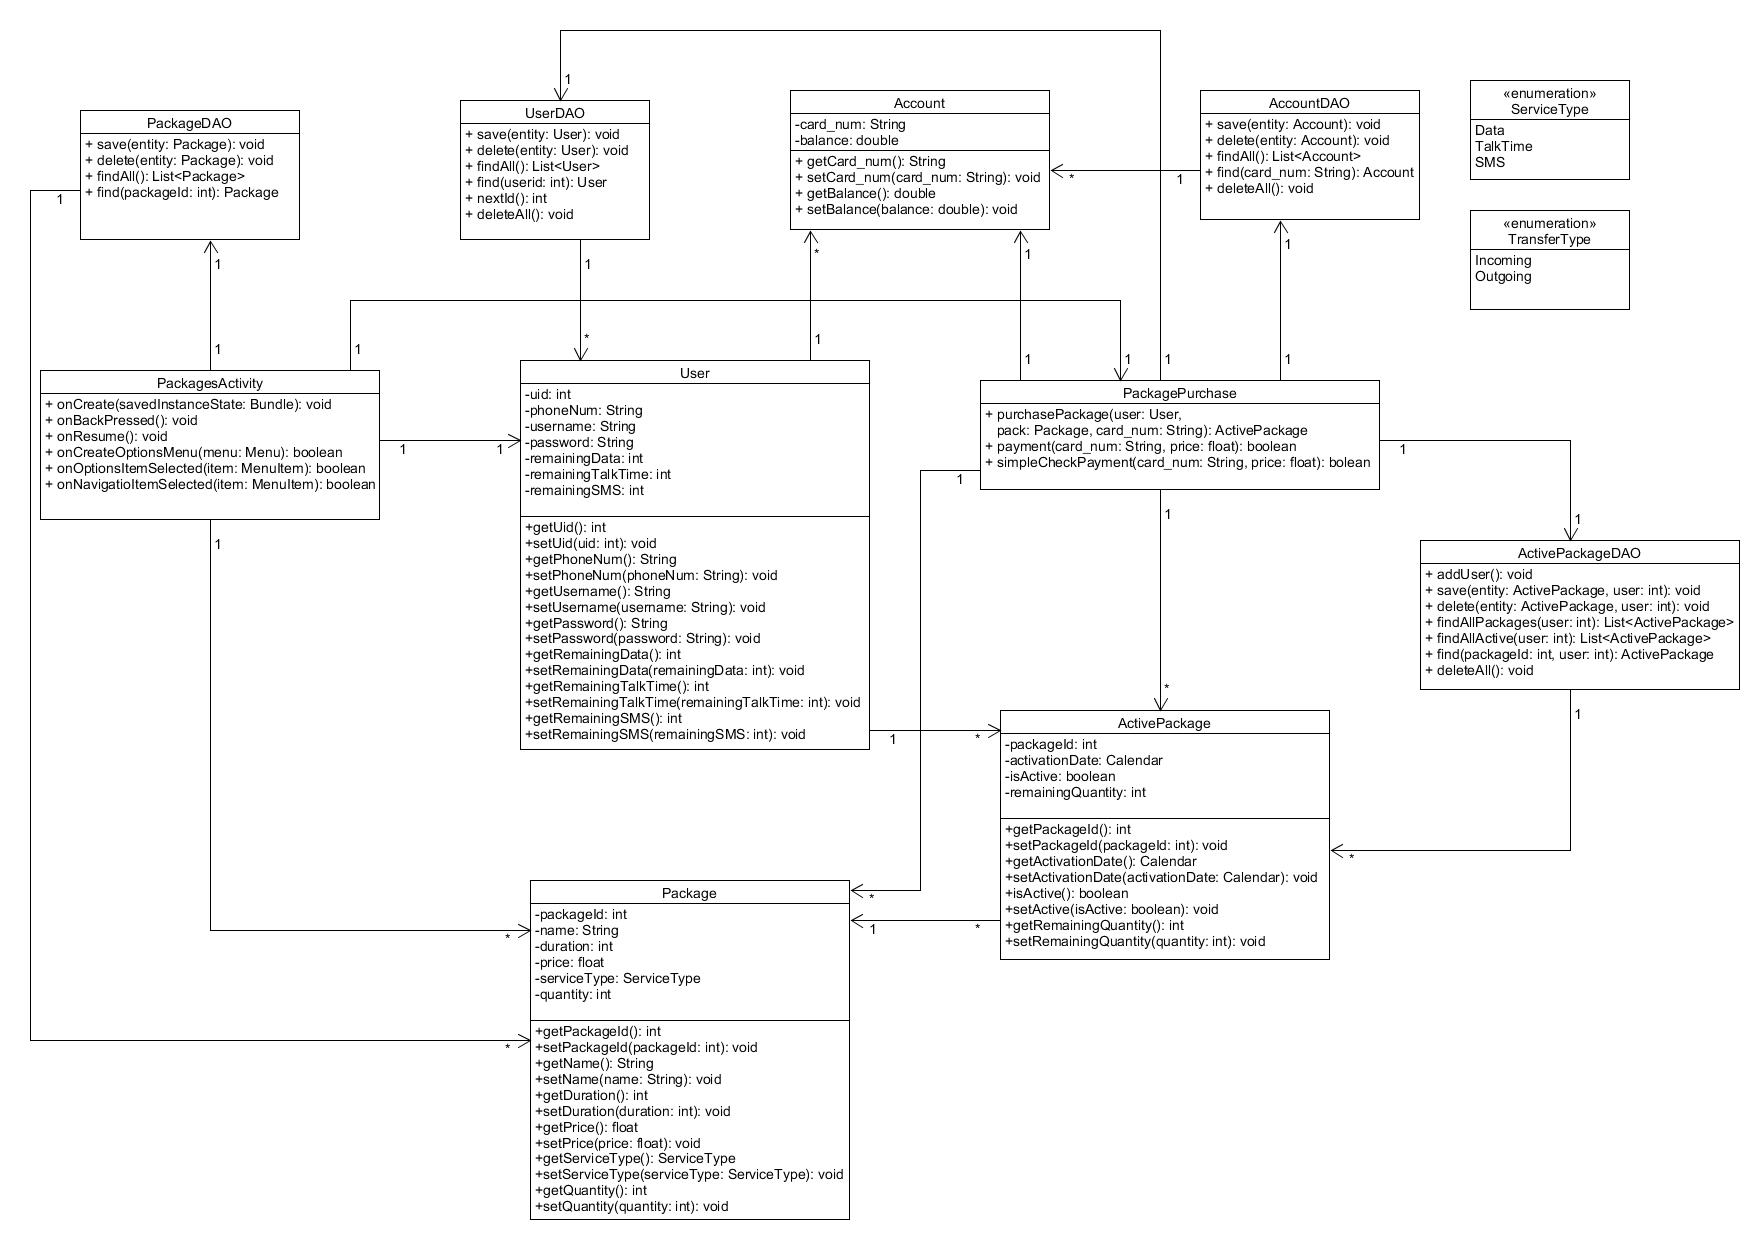 PackageDAO
+ save(entity: Package): void
+ delete(entity: Package): void
+ findAll(): List<Package>
+ find(packageId: int): Package
1
1
1
UserDAO
+ save(entity: User): void
+ delete(entity: User): void
+ findAll(): List<User>
+ find(userid: int): User
+ nextId(): int
+ deleteAll(): void
1
1
*
Account
-card_num: String
-balance: double
+ getCard_num(): String
+ setCard_num(card_num: String): void
+ getBalance(): double
+ setBalance(balance: double): void
*
1
*
1
1
1
AccountDAO
+ save(entity: Account): void
+ delete(entity: Account): void
+ findAll(): List<Account>
+ find(card_num: String): Account
+ deleteAll(): void
1
1
«enumeration»
ServiceType
Data
TalkTime
SMS
«enumeration»
TransferType
Incoming
Outgoing
1
1
1
PackagesActivity
+ onCreate(savedInstanceState: Bundle): void
+ onBackPressed(): void
+ onResume(): void
+ onCreateOptionsMenu(menu: Menu): boolean
+ onOptionsItemSelected(item: MenuItem): boolean
+ onNavigatioItemSelected(item: MenuItem): boolean
1
1
1
*
*
User
-uid: int
-phoneNum: String
-username: String
-password: String
-remainingData: int
-remainingTalkTime: int
-remainingSMS: int
+getUid(): int
+setUid(uid: int): void
+getPhoneNum(): String
+setPhoneNum(phoneNum: String): void
+getUsername(): String
+setUsername(username: String): void
+getPassword(): String
+setPassword(password: String): void
+getRemainingData(): int
+setRemainingData(remainingData: int): void
+getRemainingTalkTime(): int
+setRemainingTalkTime(remainingTalkTime: int): void
+getRemainingSMS(): int
+setRemainingSMS(remainingSMS: int): void
1
*
PackagePurchase
+ purchasePackage(user: User,
pack: Package, card_num: String): ActivePackage
+ payment(card_num: String, price: float): boolean
+ simpleCheckPayment(card_num: String, price: float): bolean
1
1
1
1
*
*
ActivePackageDAO
+ addUser(): void
+ save(entity: ActivePackage, user: int): void
+ delete(entity: ActivePackage, user: int): void
+ findAllPackages(user: int): List<ActivePackage>
+ findAllActive(user: int): List<ActivePackage>
+ find(packageId: int, user: int): ActivePackage
+ deleteAll(): void
1
*
ActivePackage
-packageId: int
-activationDate: Calendar
-isActive: boolean
-remainingQuantity: int
+getPackageId(): int
+setPackageId(packageId: int): void
+getActivationDate(): Calendar
+setActivationDate(activationDate: Calendar): void
+isActive(): boolean
+setActive(isActive: boolean): void
+getRemainingQuantity(): int
+setRemainingQuantity(quantity: int): void
1
*
Package
-packageId: int
-name: String
-duration: int
-price: float
-serviceType: ServiceType
-quantity: int
+getPackageId(): int
+setPackageId(packageId: int): void
+getName(): String
+setName(name: String): void
+getDuration(): int
+setDuration(duration: int): void
+getPrice(): float
+setPrice(price: float): void
+getServiceType(): ServiceType
+setServiceType(serviceType: ServiceType): void
+getQuantity(): int
+setQuantity(quantity: int): void